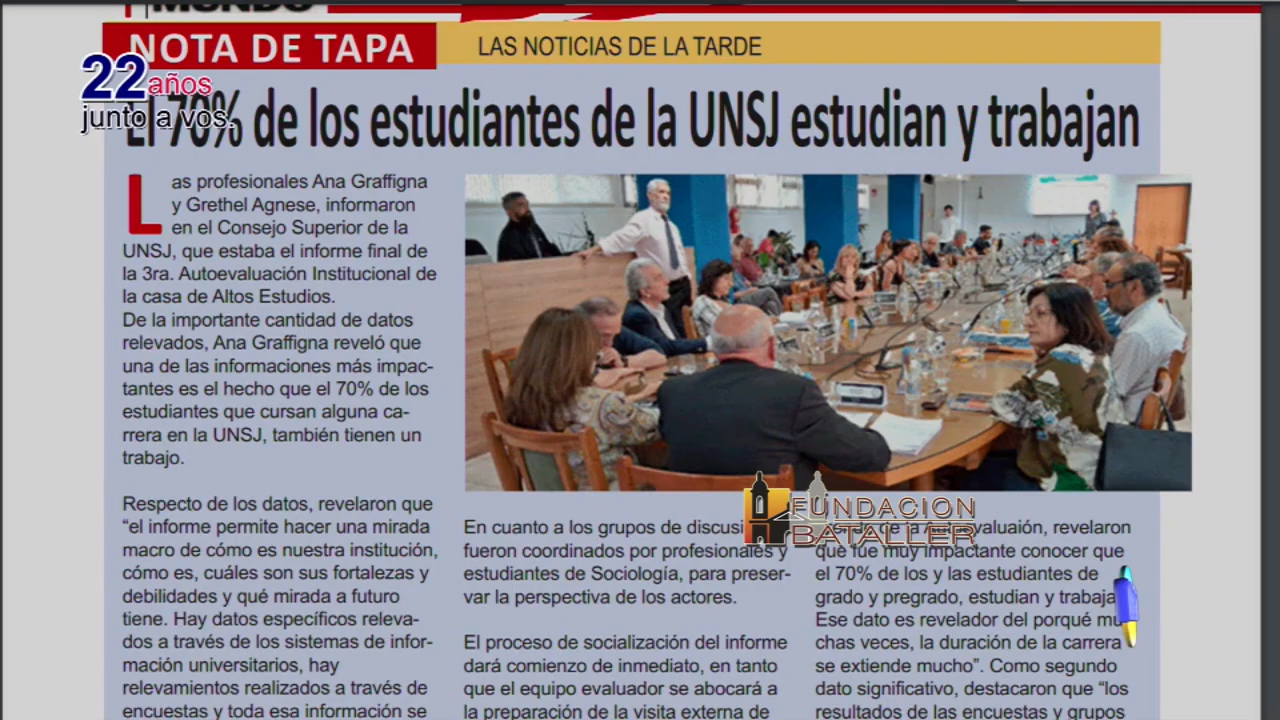 MUNDO
NOTA DE TAPA
LAS NOTICIAS DE LA TARDE
22 años
junto a vos.
El 70% de los estudiantes de la UNSJ estudian y trabajan
Las profesionales Ana Graffigna
y Grethel Agnese, informaron
en el Consejo Superior de la
UNSJ, que estaba el informe final de
la 3ra. Autoevaluación Institucional de
la casa de Altos Estudios.
De la importante cantidad de datos
relevados, Ana Graffigna reveló que
una de las informaciones más impac-
tantes es el hecho que el 70% de los
estudiantes que cursan alguna ca-
rrera en la UNSJ, también tienen un
trabajo.
Respecto de los datos, revelaron que
“el informe permite hacer una mirada
macro de cómo es nuestra institución,
cómo es, cuáles son sus fortalezas y
debilidades y qué mirada a futuro
tiene. Hay datos específicos releva-
dos a través de los sistemas de infor-
mación universitarios, hay
relevamientos realizados a través de
encuestas y toda esa información se
En cuanto a los grupos de
fueron coordinados por profesionales y
estudiantes de Sociología, para preser-
var la perspectiva de los actores.
El proceso de socialización del informe
dará comienzo de inmediato, en tanto
que el equipo evaluador se abocará a
la preparación de la visita externa de
FUNDACION
BATALLER
de la Autoevaluaión, revelaron
que fue muy impactante conocer que
el 70% de los y las estudiantes de
grado y pregrado, estudian y
Ese dato es revelador del porqué mu
chas veces, la duración de la carrera
se extiende mucho”. Como segundo
dato significativo, destacaron que “los
resultados de las encuestas y grupos